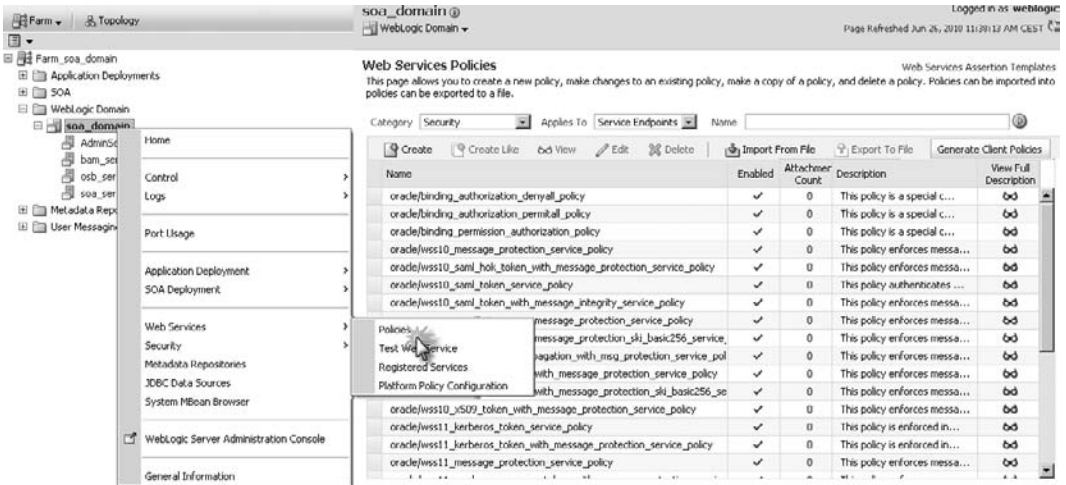 Farm
Topology
Farm_soa_domain
Application Deployments
SOA
WebLogic Domain
soa_domain
AdminSe
bam_ser
osb_ser
soa_ser
Metadata Repo
User Messaging
Home
Control
Logs
Port Usage
Application Deployment
SOA Deployment
Web Services
Security
Metadata Repositories
JDBC Data Sources
System MBean Browser
WebLogic Server Administration Console
General Information
Policies
Test Web Service
Registered Services
Platform Policy Configuration
soa_domain
Logged in as weblogic
WebLogic Domain
Page Refreshed Jun 26, 2010 11:39:13 AM CEST
Web Services Policies
Web Services Assertion Templates
This page allows you to create a new policy, make changes to an existing policy, make a copy of a policy, and delete a policy. Policies can be imported into
policies can be exported to a file.
Category Security Applies To Service Endpoints Name
Create Create Like View Edit Delete Import From File Export To File Generate Client Policies
Name Enabled Attachmer Count Description View Full Description
oracle/binding_authorization_denyall_policy 0 This policy is a special c...
oracle/binding_authorization_permitall_policy 0 This policy is a special c...
oracle/binding_permission_authorization_policy 0 This policy is a special c...
oracle/wss10_message_protection_service_policy 0 This policy enforces messa...
oracle/wss10_saml_hok_token_with_message_protection_service_policy 0 This policy enforces messa...
oracle/wss10_saml_token_service_policy 0 This policy authenticates ...
oracle/wss10_saml_token_with_message_integrity_service_policy 0 This policy enforces messa...
message_protection_service_policy 0 This policy enforces messa...
message_protection_ski_basic256_service_ 0 This policy enforces messa...
pagation_with_msg_protection_service_pol 0 This policy enforces messa...
with_message_protection_service_policy 0 This policy enforces messa...
with_message_protection_ski_basic256_se 0 This policy enforces messa...
oracle/wss10_x509_token_with_message_protection_service_policy 0 This policy enforces messa...
oracle/wss11_kerberos_token_service_policy 0 This policy is enforced in...
oracle/wss11_kerberos_token_with_message_protection_service_policy 0 This policy enforces messa...
oracle/wss11_message_protection_service_policy 0 This policy enforces messa...